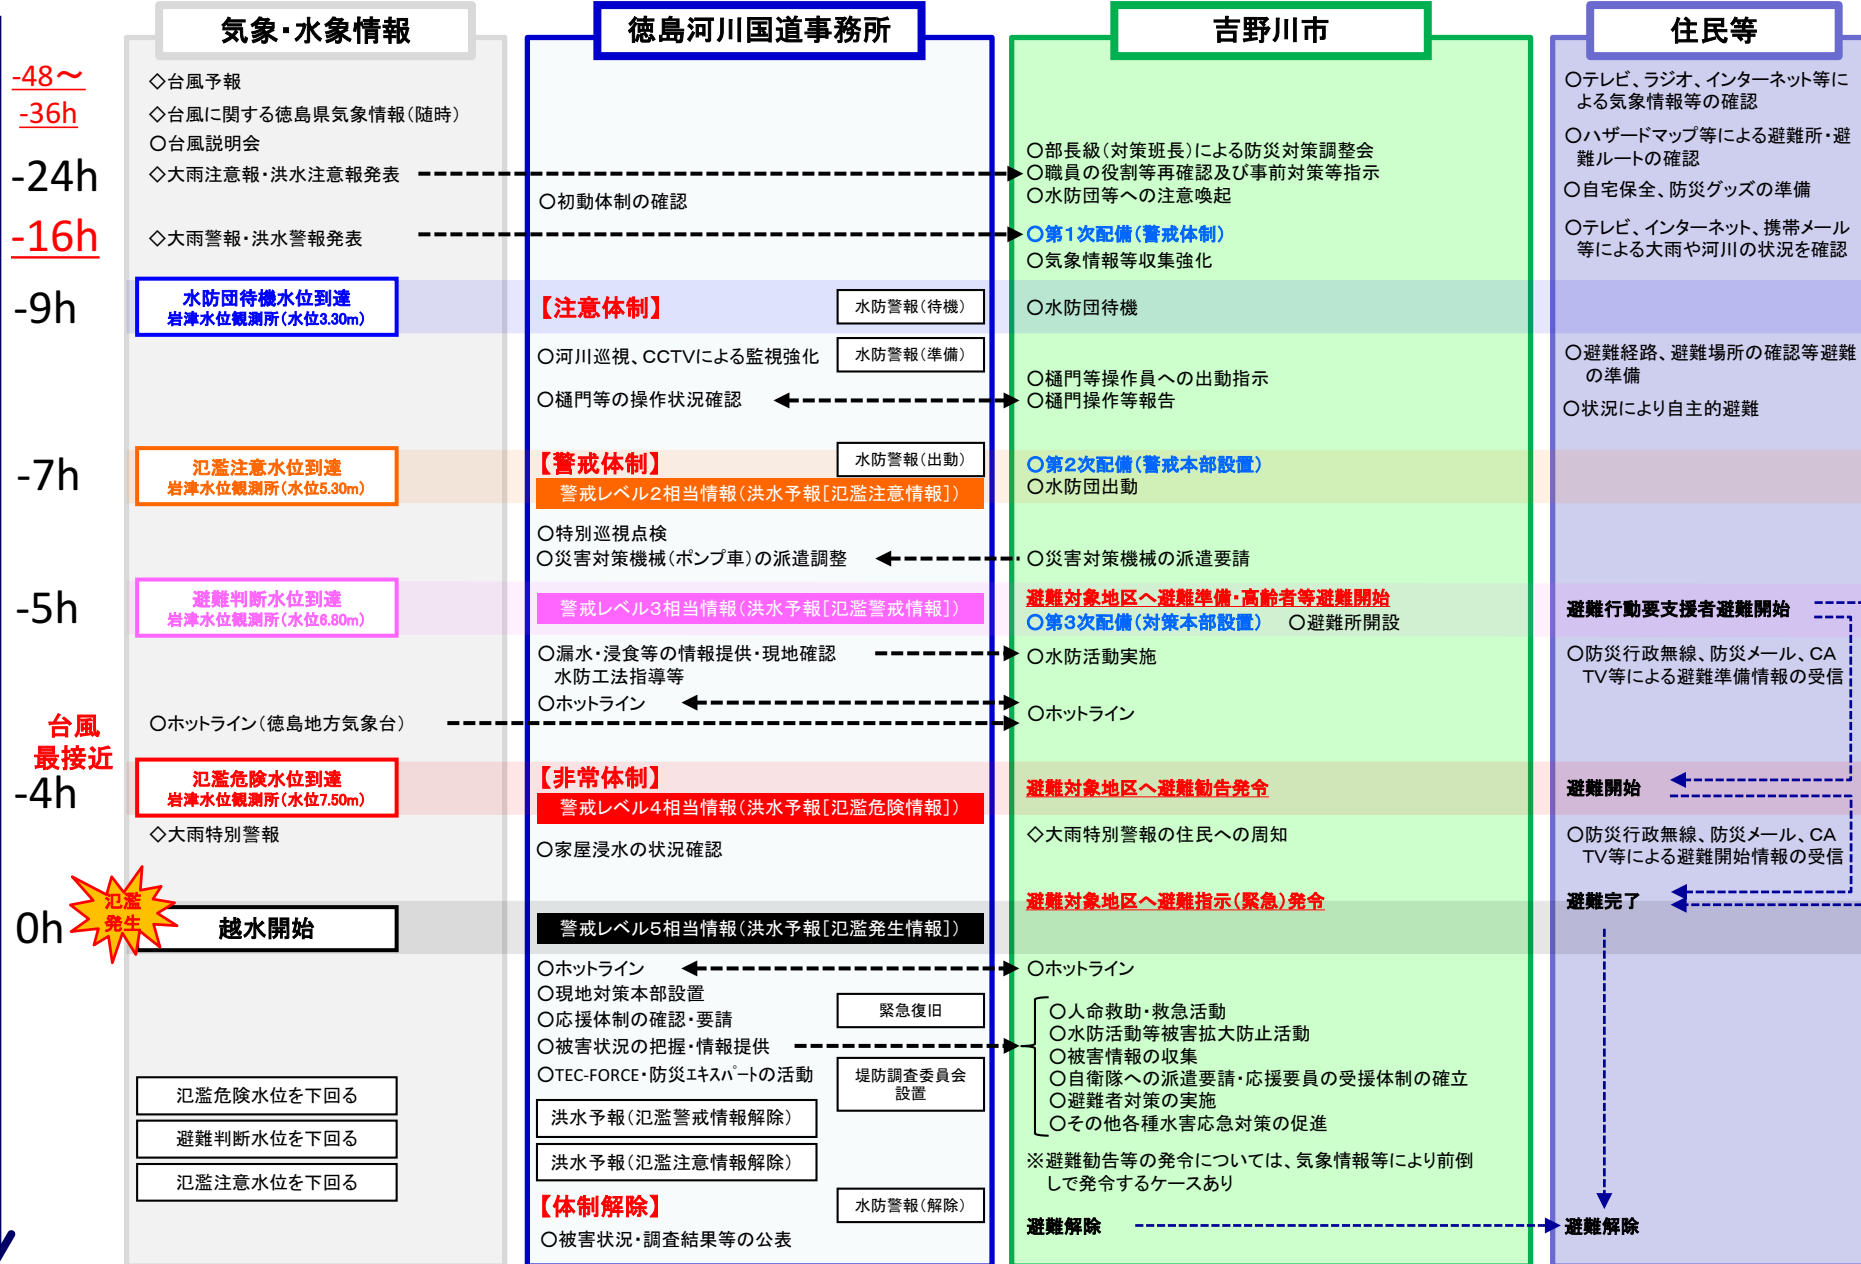 気象・水象情報
徳島河川国道事務所
吉野川市
住民等
-48～
-36h
-24h
-16h
-9h
-7h
-5h
台風
最接近
-4h
0h
氾濫
発生
◇台風予報
◇台風に関する徳島県気象情報(随時)
○台風説明会
◇大雨注意報・洪水注意報発表
◇大雨警報・洪水警報発表
水防団待機水位到達
岩津水位観測所(水位3.30m)
氾濫注意水位到達
岩津水位観測所(水位5.30m)
避難判断水位到達
岩津水位観測所(水位6.80m)
○ホットライン(徳島地方気象台)
氾濫危険水位到達
岩津水位観測所(水位7.50m)
◇大雨特別警報
越水開始
氾濫危険水位を下回る
避難判断水位を下回る
氾濫注意水位を下回る
○初動体制の確認
【注意体制】
水防警報(待機)
○河川巡視、CCTVによる監視強化
水防警報(準備)
○樋門等の操作状況確認
【警戒体制】
水防警報(出動)
警戒レベル2相当情報(洪水予報[氾濫注意情報])
○特別巡視点検
○災害対策機械(ポンプ車)の派遣調整
警戒レベル3相当情報(洪水予報[氾濫警戒情報])
○漏水・浸食等の情報提供・現地確認
水防工法指導等
○ホットライン
【非常体制】
警戒レベル4相当情報(洪水予報[氾濫危険情報])
○家屋浸水の状況確認
警戒レベル5相当情報(洪水予報[氾濫発生情報])
○ホットライン
○現地対策本部設置
○応援体制の確認・要請
緊急復旧
○被害状況の把握・情報提供
○TEC-FORCE・防災ｴｷｽﾊﾟｰﾄの活動
堤防調査委員会
設置
洪水予報(氾濫警戒情報解除)
洪水予報(氾濫注意情報解除)
【体制解除】
水防警報(解除)
○被害状況・調査結果等の公表
○部長級(対策班長)による防災対策調整会
○職員の役割等再確認及び事前対策等指示
○水防団等への注意喚起
○第1次配備(警戒体制)
○気象情報等収集強化
○水防団待機
○樋門等操作員への出動指示
○樋門操作等報告
○第2次配備(警戒本部設置)
○水防団出動
○災害対策機械の派遣要請
避難対象地区へ避難準備・高齢者等避難開始
○第3次配備(対策本部設置) ○避難所開設
○水防活動実施
○ホットライン
避難対象地区へ避難勧告発令
◇大雨特別警報の住民への周知
避難対象地区へ避難指示(緊急)発令
○ホットライン
○人命救助・救急活動
○水防活動等被害拡大防止活動
○被害情報の収集
○自衛隊への派遣要請・応援要員の受援体制の確立
○避難者対策の実施
○その他各種水害応急対策の促進
※避難勧告等の発令については、気象情報等により前倒
しで発令するケースあり
避難解除
○テレビ、ラジオ、インターネット等に
よる気象情報等の確認
○ハザードマップ等による避難所・避
難ルートの確認
○自宅保全、防災グッズの準備
○テレビ、インターネット、携帯メール
等による大雨や河川の状況を確認
○避難経路、避難場所の確認等避難
の準備
○状況により自主的避難
避難行動要支援者避難開始
○防災行政無線、防災メール、CA
TV等による避難準備情報の受信
避難開始
○防災行政無線、防災メール、CA
TV等による避難開始情報の受信
避難完了
避難解除